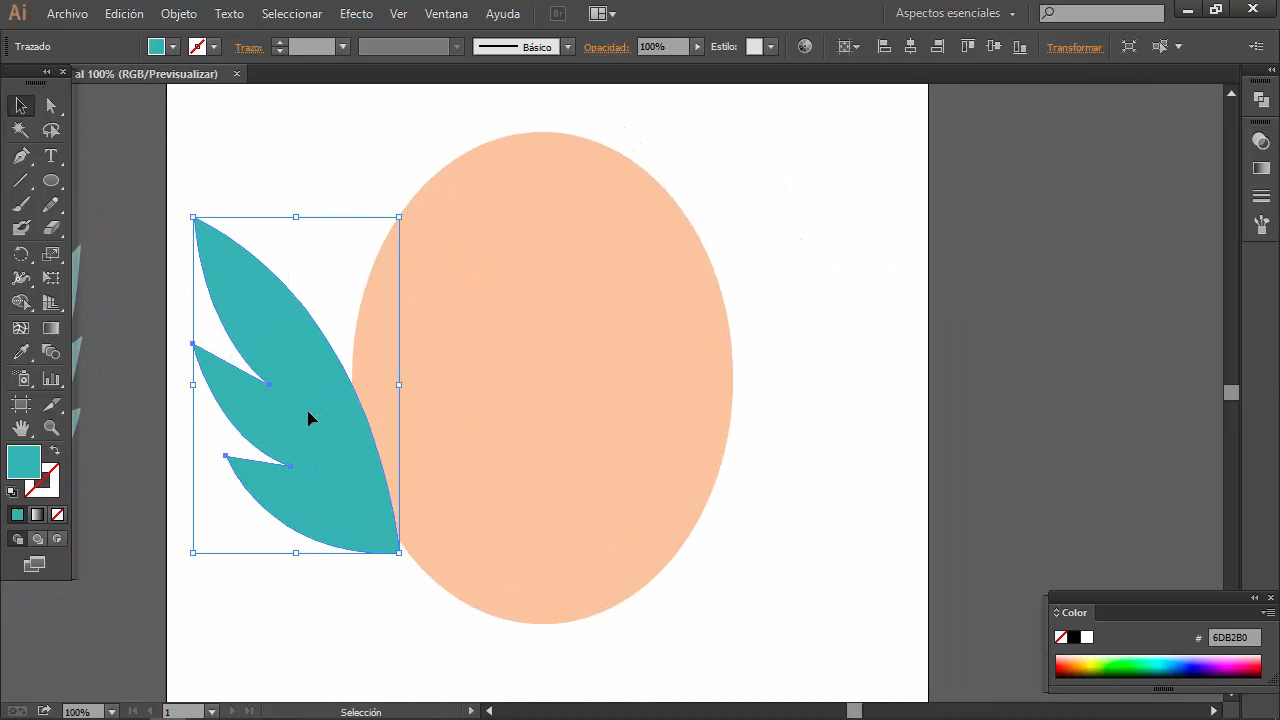 Ai Archivo Edición Objeto Texto Seleccionar Efecto Ver Ventana Ayuda Br Aspectos esenciales
Trazado Trazo: Básico Opacidad: 100% Estilo: Transformar
al 100% (RGB/Previsualizar) ×
T
Color
# 6DB2B0
100% 1 Selección